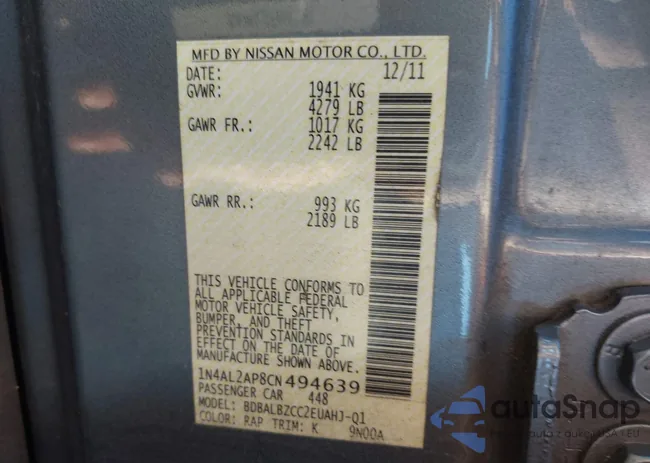 MFD BY NISSAN MOTOR CO., LTD.
DATE: 12/11
GVWR: 1941 KG
4279 LB
GAWR FR.: 1017 KG
2242 LB
GAWR RR.: 993 KG
2189 LB
THIS VEHICLE CONFORMS TO
ALL APPLICABLE FEDERAL
MOTOR VEHICLE SAFETY,
BUMPER, AND THEFT
PREVENTION STANDARDS IN
EFFECT ON THE DATE OF
MANUFACTURE SHOWN ABOVE.
1N4AL2AP8CN494639
PASSENGER CAR 448
MODEL: BDBALBZCC2EUAHJ-Q1
COLOR: RAP TRIM: K 9N00A
autoSnap